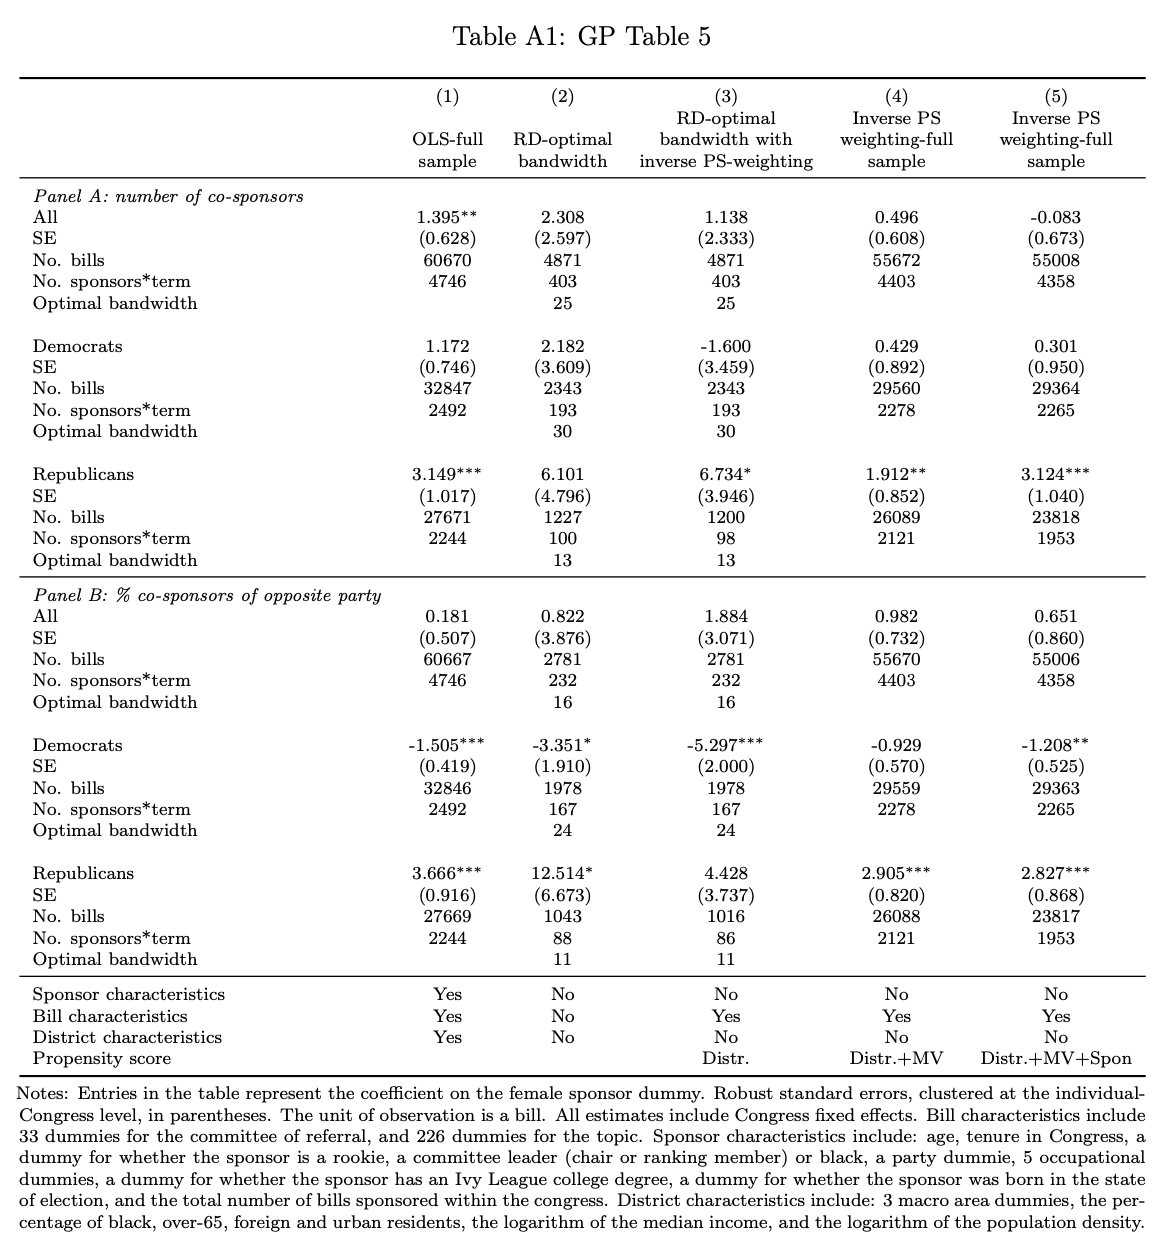 Table A1: GP Table 5
(1) (2) (3) (4) (5)
RD-optimal Inverse PS Inverse PS
OLS-full RD-optimal bandwidth with weighting-full weighting-full
sample bandwidth inverse PS-weighting sample sample
Panel A: number of co-sponsors
All 1.395** 2.308 1.138 0.496 -0.083
SE (0.628) (2.597) (2.333) (0.608) (0.673)
No. bills 60670 4871 4871 55672 55008
No. sponsors*term 4746 403 403 4403 4358
Optimal bandwidth 25 25
Democrats 1.172 2.182 -1.600 0.429 0.301
SE (0.746) (3.609) (3.459) (0.892) (0.950)
No. bills 32847 2343 2343 29560 29364
No. sponsors*term 2492 193 193 2278 2265
Optimal bandwidth 30 30
Republicans 3.149*** 6.101 6.734* 1.912** 3.124***
SE (1.017) (4.796) (3.946) (0.852) (1.040)
No. bills 27671 1227 1200 26089 23818
No. sponsors*term 2244 100 98 2121 1953
Optimal bandwidth 13 13
Panel B: % co-sponsors of opposite party
All 0.181 0.822 1.884 0.982 0.651
SE (0.507) (3.876) (3.071) (0.732) (0.860)
No. bills 60667 2781 2781 55670 55006
No. sponsors*term 4746 232 232 4403 4358
Optimal bandwidth 16 16
Democrats -1.505*** -3.351* -5.297*** -0.929 -1.208**
SE (0.419) (1.910) (2.000) (0.570) (0.525)
No. bills 32846 1978 1978 29559 29363
No. sponsors*term 2492 167 167 2278 2265
Optimal bandwidth 24 24
Republicans 3.666*** 12.514* 4.428 2.905*** 2.827***
SE (0.916) (6.673) (3.737) (0.820) (0.868)
No. bills 27669 1043 1016 26088 23817
No. sponsors*term 2244 88 86 2121 1953
Optimal bandwidth 11 11
Sponsor characteristics Yes No No No No
Bill characteristics Yes No Yes Yes Yes
District characteristics Yes No No No No
Propensity score Distr. Distr.+MV Distr.+MV+Spon
Notes: Entries in the table represent the coefficient on the female sponsor dummy. Robust standard errors, clustered at the individual-
Congress level, in parentheses. The unit of observation is a bill. All estimates include Congress fixed effects. Bill characteristics include
33 dummies for the committee of referral, and 226 dummies for the topic. Sponsor characteristics include: age, tenure in Congress, a
dummy for whether the sponsor is a rookie, a committee leader (chair or ranking member) or black, a party dummie, 5 occupational
dummies, a dummy for whether the sponsor has an Ivy League college degree, a dummy for whether the sponsor was born in the state
of election, and the total number of bills sponsored within the congress. District characteristics include: 3 macro area dummies, the per-
centage of black, over-65, foreign and urban residents, the logarithm of the median income, and the logarithm of the population density.